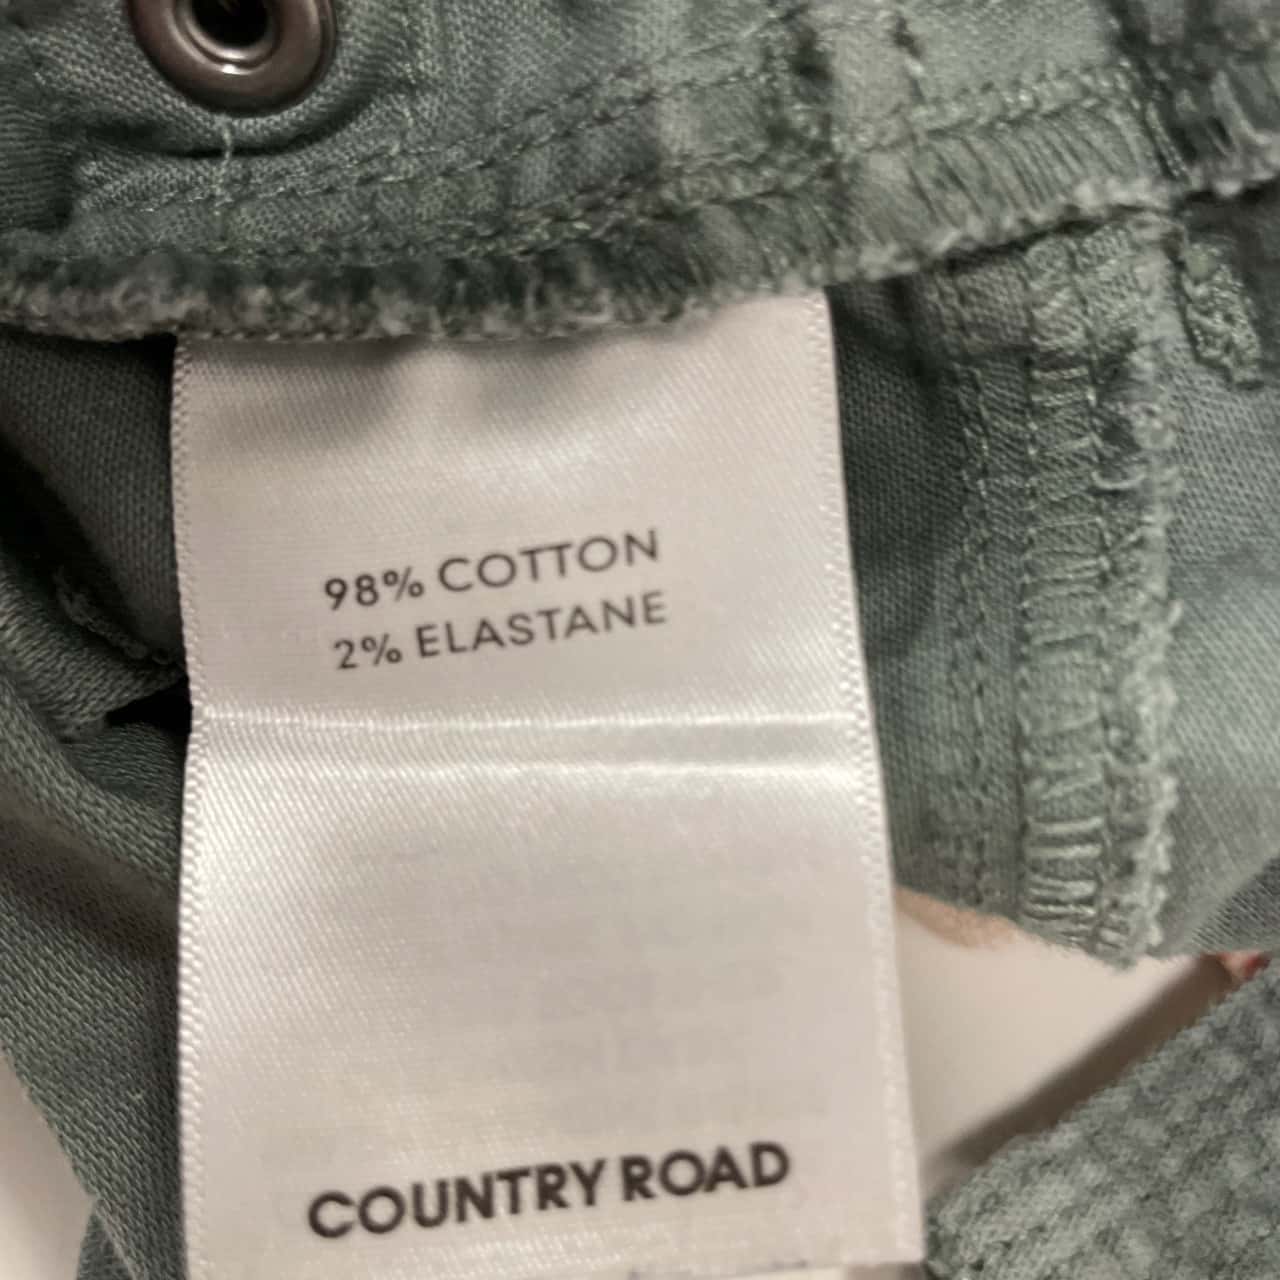 98% COTTON
2% ELASTANE
COUNTRY ROAD